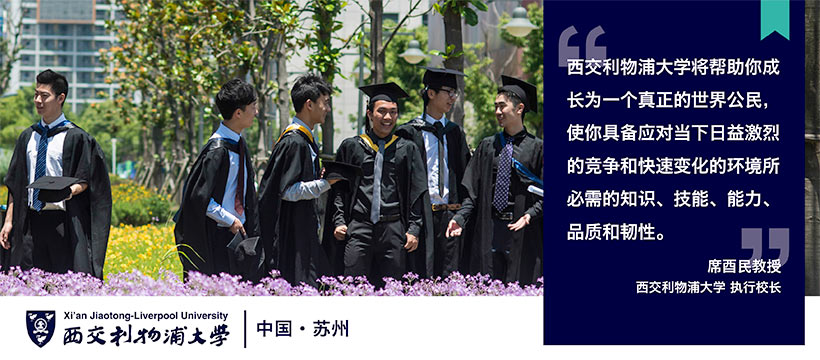 “
西交利物浦大学将帮助你成
长为一个真正的世界公民，
使你具备应对当下日益激烈
的竞争和快速变化的环境所
必需的知识、技能、能力、
品质和韧性。
”
席酉民教授
西交利物浦大学 执行校长
Xi'an Jiaotong-Liverpool University
西交利物浦大学
中国·苏州